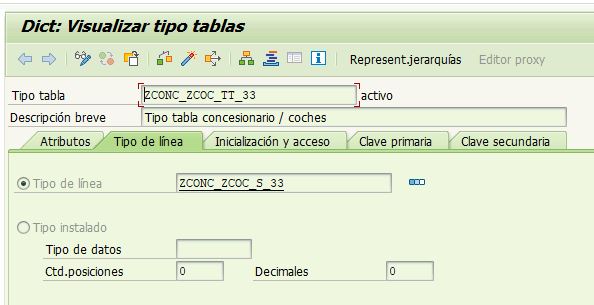 Dict: Visualizar tipo tablas
Represent.jerarquías Editor proxy
Tipo tabla ZCONC_ZCOC_TT_33 activo
Descripción breve Tipo tabla concesionario / coches
Atributos Tipo de línea Inicialización y acceso Clave primaria Clave secundaria
Tipo de línea ZCONC_ZCOC_S_33
Tipo instalado
Tipo de datos
Ctd.posiciones 0 Decimales 0